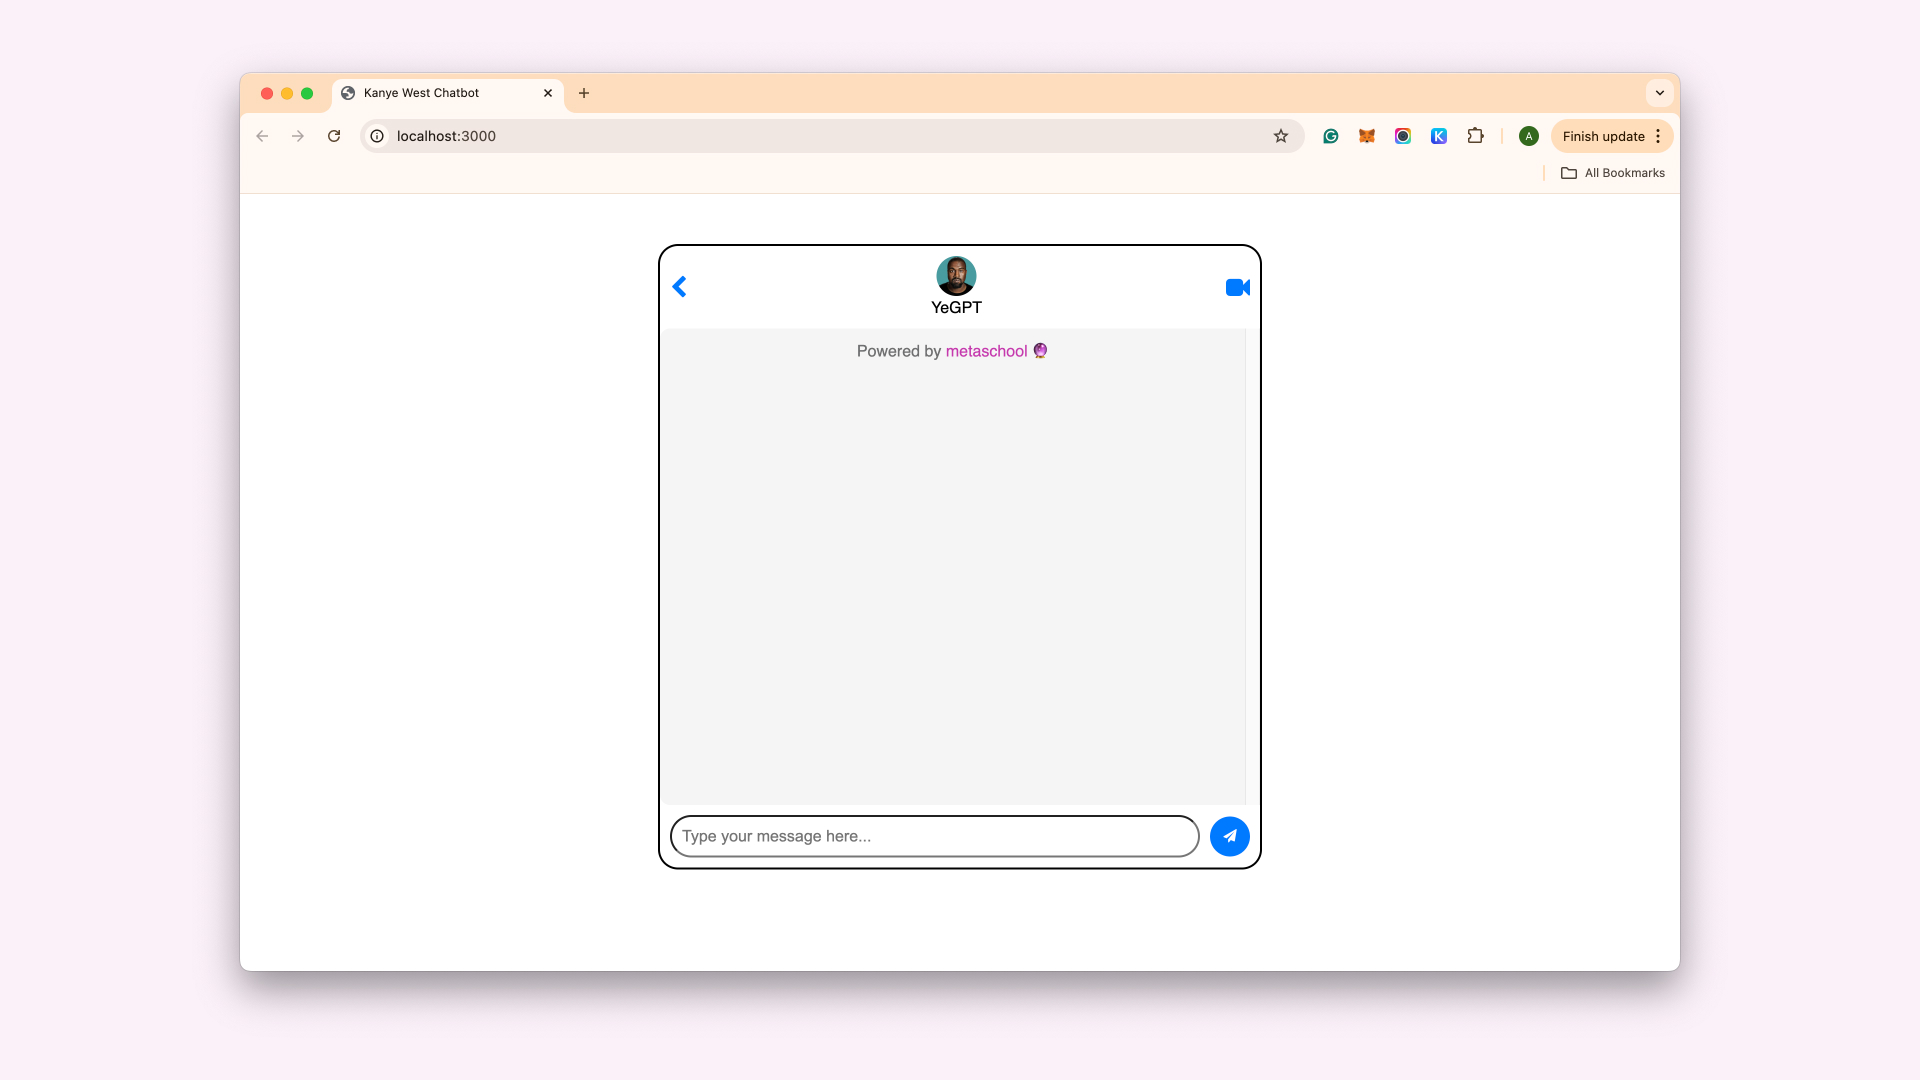 Kanye West Chatbot
localhost:3000
A
Finish update
All Bookmarks
YeGPT
Powered by metaschool 🔮
Type your message here...